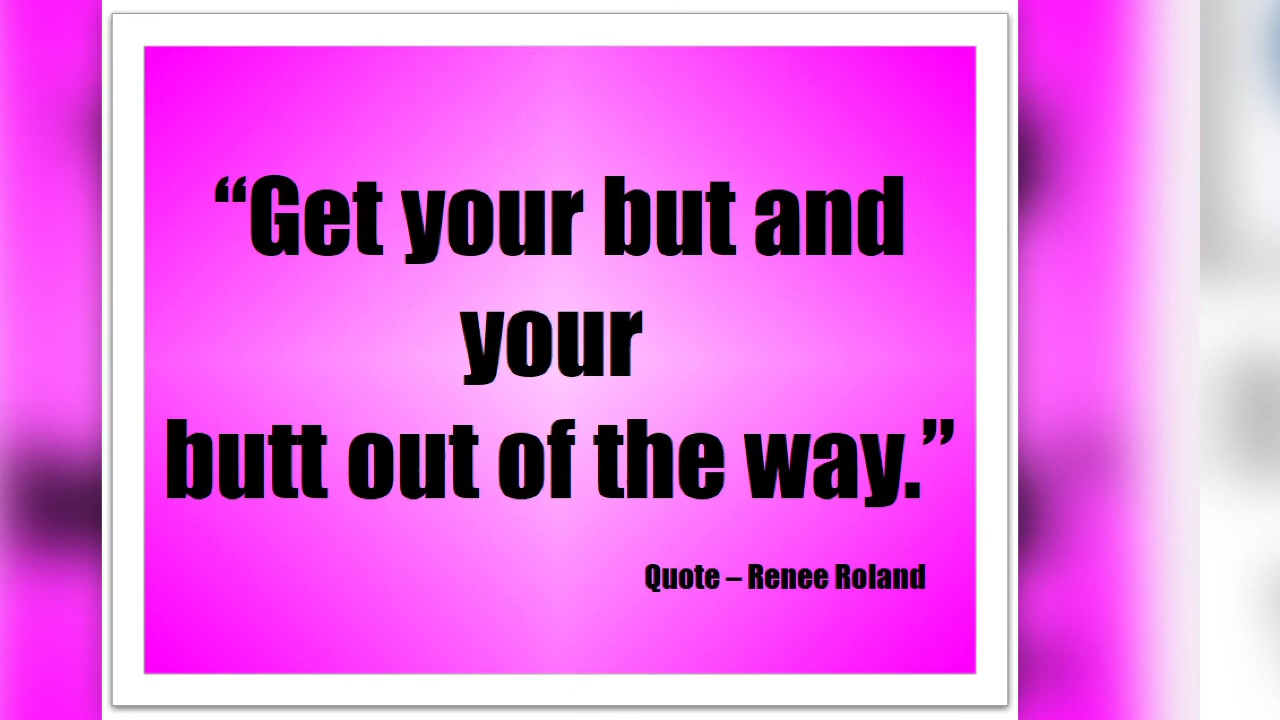 “Get your but and
your
butt out of the way.”
Quote – Renee Roland